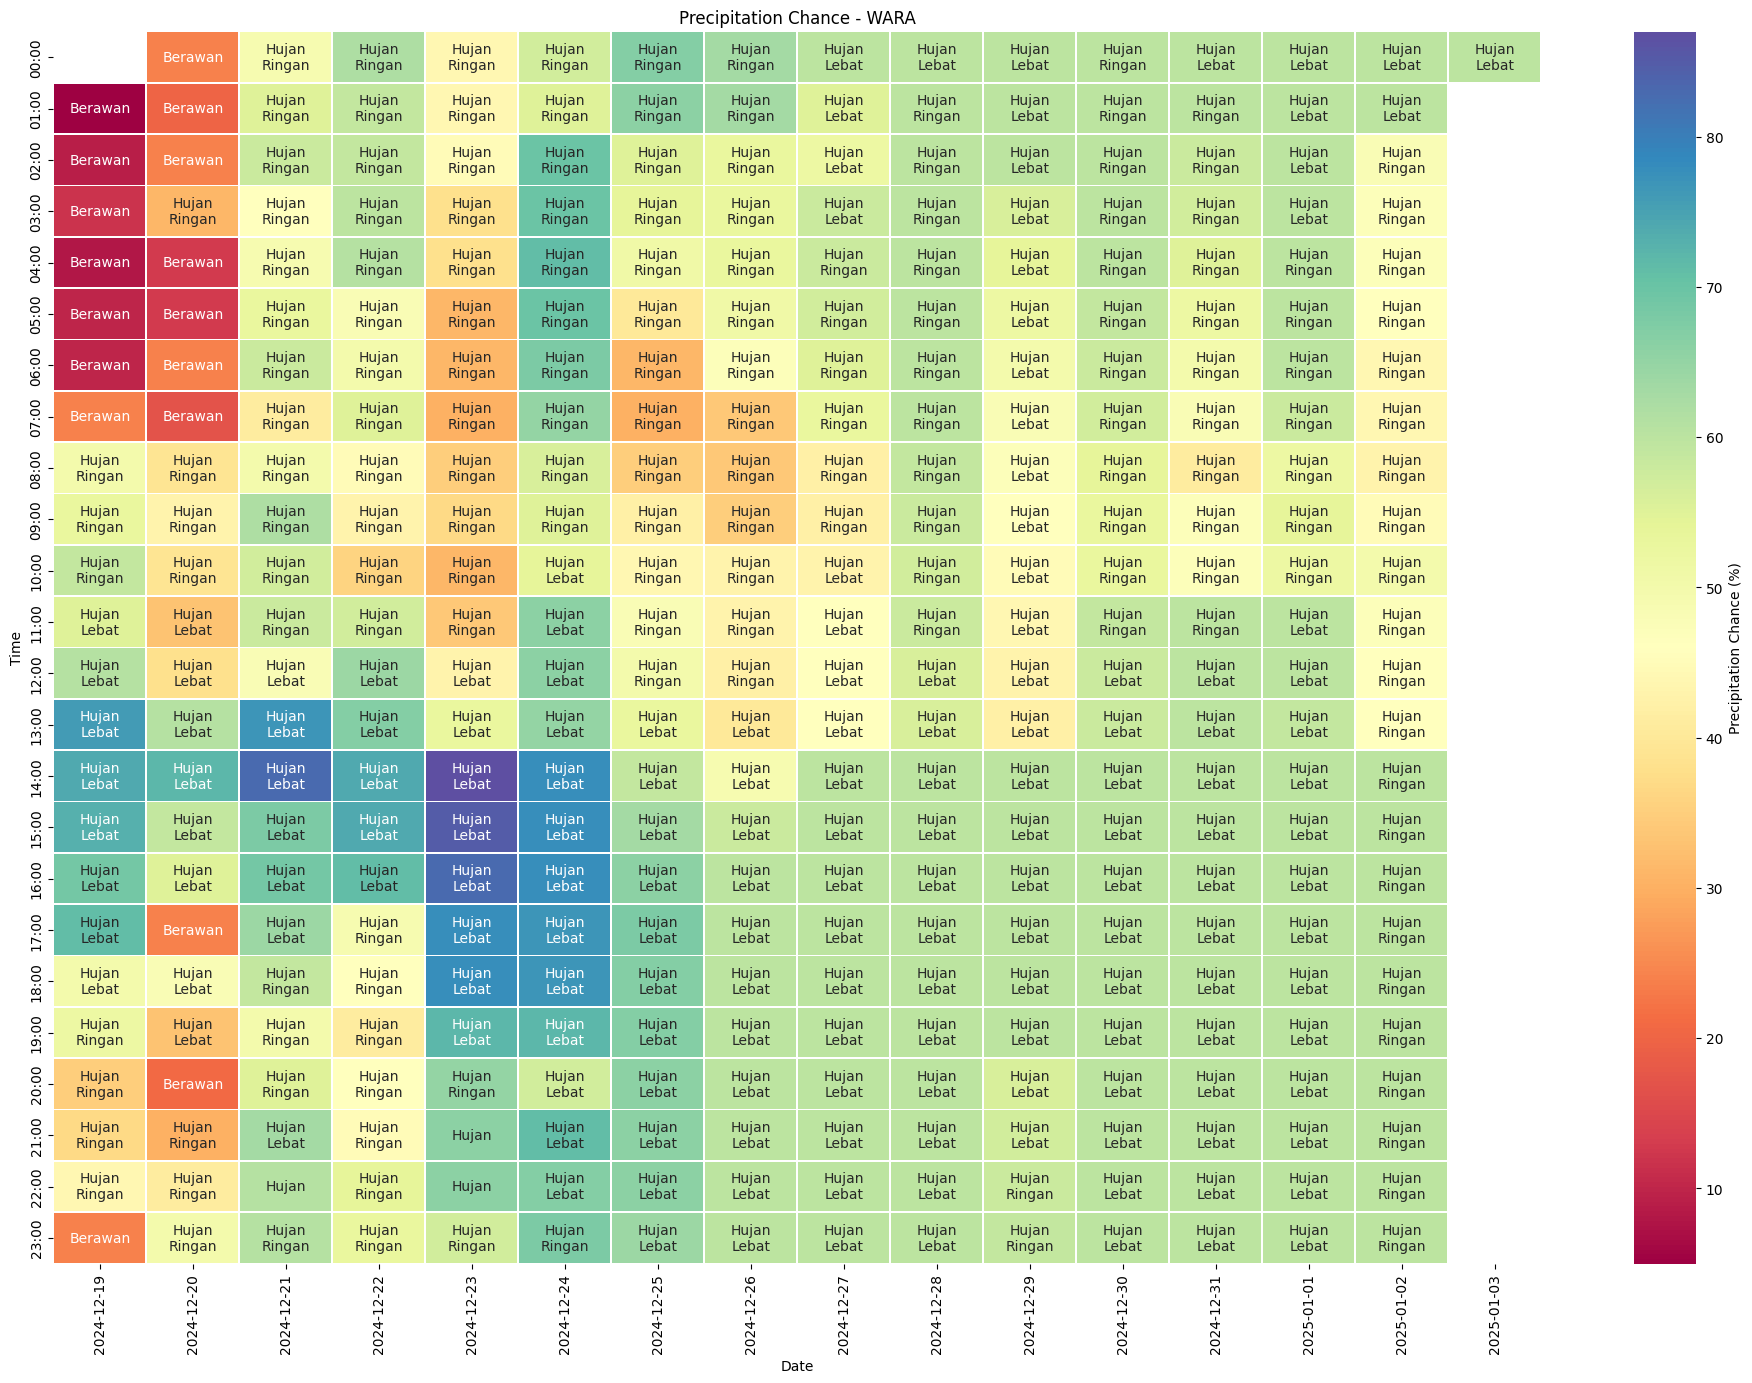 Precipitation Chance - WARA
00:00 Berawan Hujan Ringan Hujan Ringan Hujan Ringan Hujan Ringan Hujan Ringan Hujan Ringan Hujan Lebat Hujan Lebat Hujan Lebat Hujan Ringan Hujan Lebat Hujan Lebat Hujan Lebat Hujan Lebat
01:00 Berawan Berawan Hujan Ringan Hujan Ringan Hujan Ringan Hujan Ringan Hujan Ringan Hujan Ringan Hujan Lebat Hujan Ringan Hujan Lebat Hujan Ringan Hujan Ringan Hujan Lebat Hujan Lebat
02:00 Berawan Berawan Hujan Ringan Hujan Ringan Hujan Ringan Hujan Ringan Hujan Ringan Hujan Ringan Hujan Lebat Hujan Ringan Hujan Lebat Hujan Ringan Hujan Ringan Hujan Lebat Hujan Ringan
03:00 Berawan Hujan Ringan Hujan Ringan Hujan Ringan Hujan Ringan Hujan Ringan Hujan Ringan Hujan Ringan Hujan Lebat Hujan Ringan Hujan Lebat Hujan Ringan Hujan Ringan Hujan Lebat Hujan Ringan
04:00 Berawan Berawan Hujan Ringan Hujan Ringan Hujan Ringan Hujan Ringan Hujan Ringan Hujan Ringan Hujan Ringan Hujan Ringan Hujan Lebat Hujan Ringan Hujan Ringan Hujan Ringan Hujan Ringan
05:00 Berawan Berawan Hujan Ringan Hujan Ringan Hujan Ringan Hujan Ringan Hujan Ringan Hujan Ringan Hujan Ringan Hujan Ringan Hujan Lebat Hujan Ringan Hujan Ringan Hujan Ringan Hujan Ringan
06:00 Berawan Berawan Hujan Ringan Hujan Ringan Hujan Ringan Hujan Ringan Hujan Ringan Hujan Ringan Hujan Ringan Hujan Ringan Hujan Lebat Hujan Ringan Hujan Ringan Hujan Ringan Hujan Ringan
07:00 Berawan Berawan Hujan Ringan Hujan Ringan Hujan Ringan Hujan Ringan Hujan Ringan Hujan Ringan Hujan Ringan Hujan Ringan Hujan Lebat Hujan Ringan Hujan Ringan Hujan Ringan Hujan Ringan
08:00 Hujan Ringan Hujan Ringan Hujan Ringan Hujan Ringan Hujan Ringan Hujan Ringan Hujan Ringan Hujan Ringan Hujan Ringan Hujan Ringan Hujan Lebat Hujan Ringan Hujan Ringan Hujan Ringan Hujan Ringan
09:00 Hujan Ringan Hujan Ringan Hujan Ringan Hujan Ringan Hujan Ringan Hujan Ringan Hujan Ringan Hujan Ringan Hujan Ringan Hujan Ringan Hujan Lebat Hujan Ringan Hujan Ringan Hujan Ringan Hujan Ringan
10:00 Hujan Ringan Hujan Ringan Hujan Ringan Hujan Ringan Hujan Ringan Hujan Lebat Hujan Ringan Hujan Ringan Hujan Lebat Hujan Ringan Hujan Lebat Hujan Ringan Hujan Ringan Hujan Ringan Hujan Ringan
11:00 Hujan Lebat Hujan Lebat Hujan Ringan Hujan Ringan Hujan Ringan Hujan Lebat Hujan Ringan Hujan Ringan Hujan Lebat Hujan Ringan Hujan Lebat Hujan Ringan Hujan Ringan Hujan Lebat Hujan Ringan
12:00 Hujan Lebat Hujan Lebat Hujan Lebat Hujan Lebat Hujan Lebat Hujan Lebat Hujan Ringan Hujan Ringan Hujan Lebat Hujan Lebat Hujan Lebat Hujan Lebat Hujan Lebat Hujan Lebat Hujan Ringan
13:00 Hujan Lebat Hujan Lebat Hujan Lebat Hujan Lebat Hujan Lebat Hujan Lebat Hujan Lebat Hujan Lebat Hujan Lebat Hujan Lebat Hujan Lebat Hujan Lebat Hujan Lebat Hujan Lebat Hujan Ringan
14:00 Hujan Lebat Hujan Lebat Hujan Lebat Hujan Lebat Hujan Lebat Hujan Lebat Hujan Lebat Hujan Lebat Hujan Lebat Hujan Lebat Hujan Lebat Hujan Lebat Hujan Lebat Hujan Lebat Hujan Ringan
15:00 Hujan Lebat Hujan Lebat Hujan Lebat Hujan Lebat Hujan Lebat Hujan Lebat Hujan Lebat Hujan Lebat Hujan Lebat Hujan Lebat Hujan Lebat Hujan Lebat Hujan Lebat Hujan Lebat Hujan Ringan
16:00 Hujan Lebat Hujan Lebat Hujan Lebat Hujan Lebat Hujan Lebat Hujan Lebat Hujan Lebat Hujan Lebat Hujan Lebat Hujan Lebat Hujan Lebat Hujan Lebat Hujan Lebat Hujan Lebat Hujan Ringan
17:00 Hujan Lebat Berawan Hujan Lebat Hujan Ringan Hujan Lebat Hujan Lebat Hujan Lebat Hujan Lebat Hujan Lebat Hujan Lebat Hujan Lebat Hujan Lebat Hujan Lebat Hujan Lebat Hujan Ringan
18:00 Hujan Lebat Hujan Lebat Hujan Ringan Hujan Ringan Hujan Lebat Hujan Lebat Hujan Lebat Hujan Lebat Hujan Lebat Hujan Lebat Hujan Lebat Hujan Lebat Hujan Lebat Hujan Lebat Hujan Ringan
19:00 Hujan Ringan Hujan Lebat Hujan Ringan Hujan Ringan Hujan Lebat Hujan Lebat Hujan Lebat Hujan Lebat Hujan Lebat Hujan Lebat Hujan Lebat Hujan Lebat Hujan Lebat Hujan Lebat Hujan Ringan
20:00 Hujan Ringan Berawan Hujan Ringan Hujan Ringan Hujan Ringan Hujan Lebat Hujan Lebat Hujan Lebat Hujan Lebat Hujan Lebat Hujan Lebat Hujan Lebat Hujan Lebat Hujan Lebat Hujan Ringan
21:00 Hujan Ringan Hujan Ringan Hujan Lebat Hujan Ringan Hujan Hujan Lebat Hujan Lebat Hujan Lebat Hujan Lebat Hujan Lebat Hujan Lebat Hujan Lebat Hujan Lebat Hujan Lebat Hujan Ringan
22:00 Hujan Ringan Hujan Ringan Hujan Hujan Ringan Hujan Hujan Lebat Hujan Lebat Hujan Lebat Hujan Lebat Hujan Lebat Hujan Ringan Hujan Lebat Hujan Lebat Hujan Lebat Hujan Ringan
23:00 Berawan Hujan Ringan Hujan Ringan Hujan Ringan Hujan Ringan Hujan Ringan Hujan Lebat Hujan Lebat Hujan Lebat Hujan Lebat Hujan Ringan Hujan Lebat Hujan Lebat Hujan Lebat Hujan Ringan
Time
2024-12-19 2024-12-20 2024-12-21 2024-12-22 2024-12-23 2024-12-24 2024-12-25 2024-12-26 2024-12-27 2024-12-28 2024-12-29 2024-12-30 2024-12-31 2025-01-01 2025-01-02 2025-01-03
Date
80
70
60
50
40
30
20
10
Precipitation Chance (%)